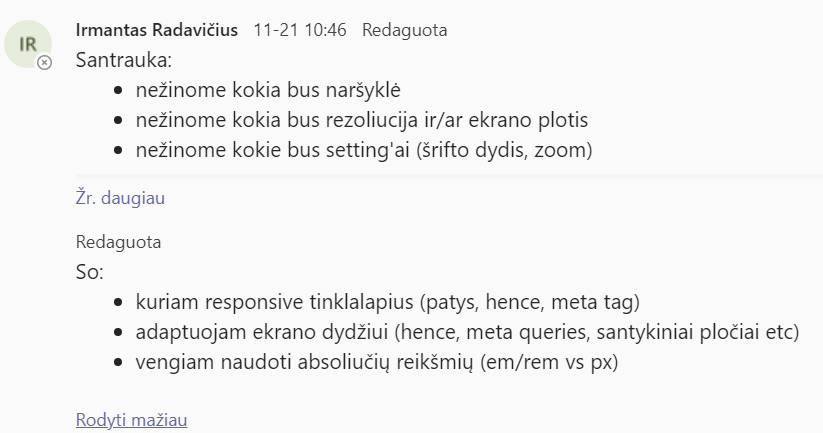 IR
Irmantas Radavičius 11-21 10:46 Redaguota
Santrauka:
nežinome kokia bus naršyklė
nežinome kokia bus rezoliucija ir/ar ekrano plotis
nežinome kokie bus setting'ai (šrifto dydis, zoom)
Žr. daugiau
Redaguota
So:
kuriam responsive tinklalapius (patys, hence, meta tag)
adaptuojam ekrano dydžiui (hence, meta queries, santykiniai pločiai etc)
vengiam naudoti absoliučių reikšmių (em/rem vs px)
Rodyti mažiau